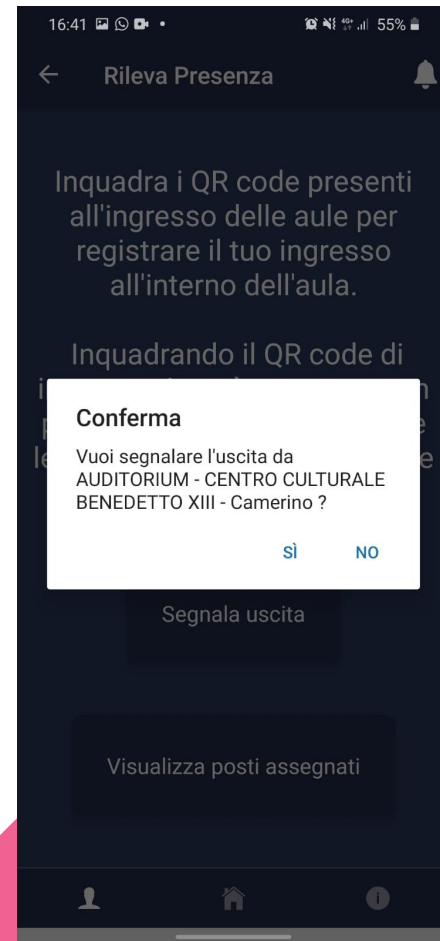 16:41
4G+ 55%
Rileva Presenza
Inquadra i QR code presenti
all'ingresso delle aule per
registrare il tuo ingresso
all'interno dell'aula.
Inquadrando il QR code di
Conferma
Vuoi segnalare l'uscita da
AUDITORIUM - CENTRO CULTURALE
BENEDETTO XIII - Camerino ?
SÌ NO
Segnala uscita
Visualizza posti assegnati